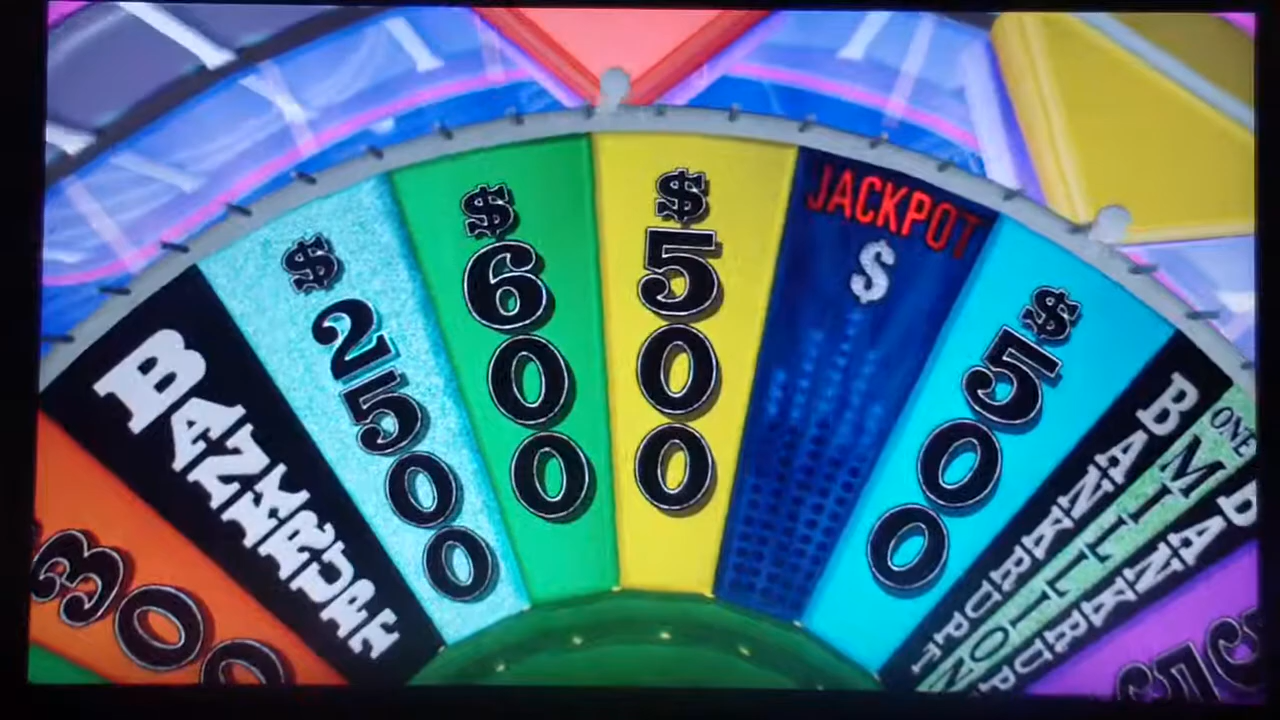 300
BANKRUPT
$2500
$600
$500
JACKPOT
$
$500
BANKRUPT
ONE
MILLION
BANKRUPT